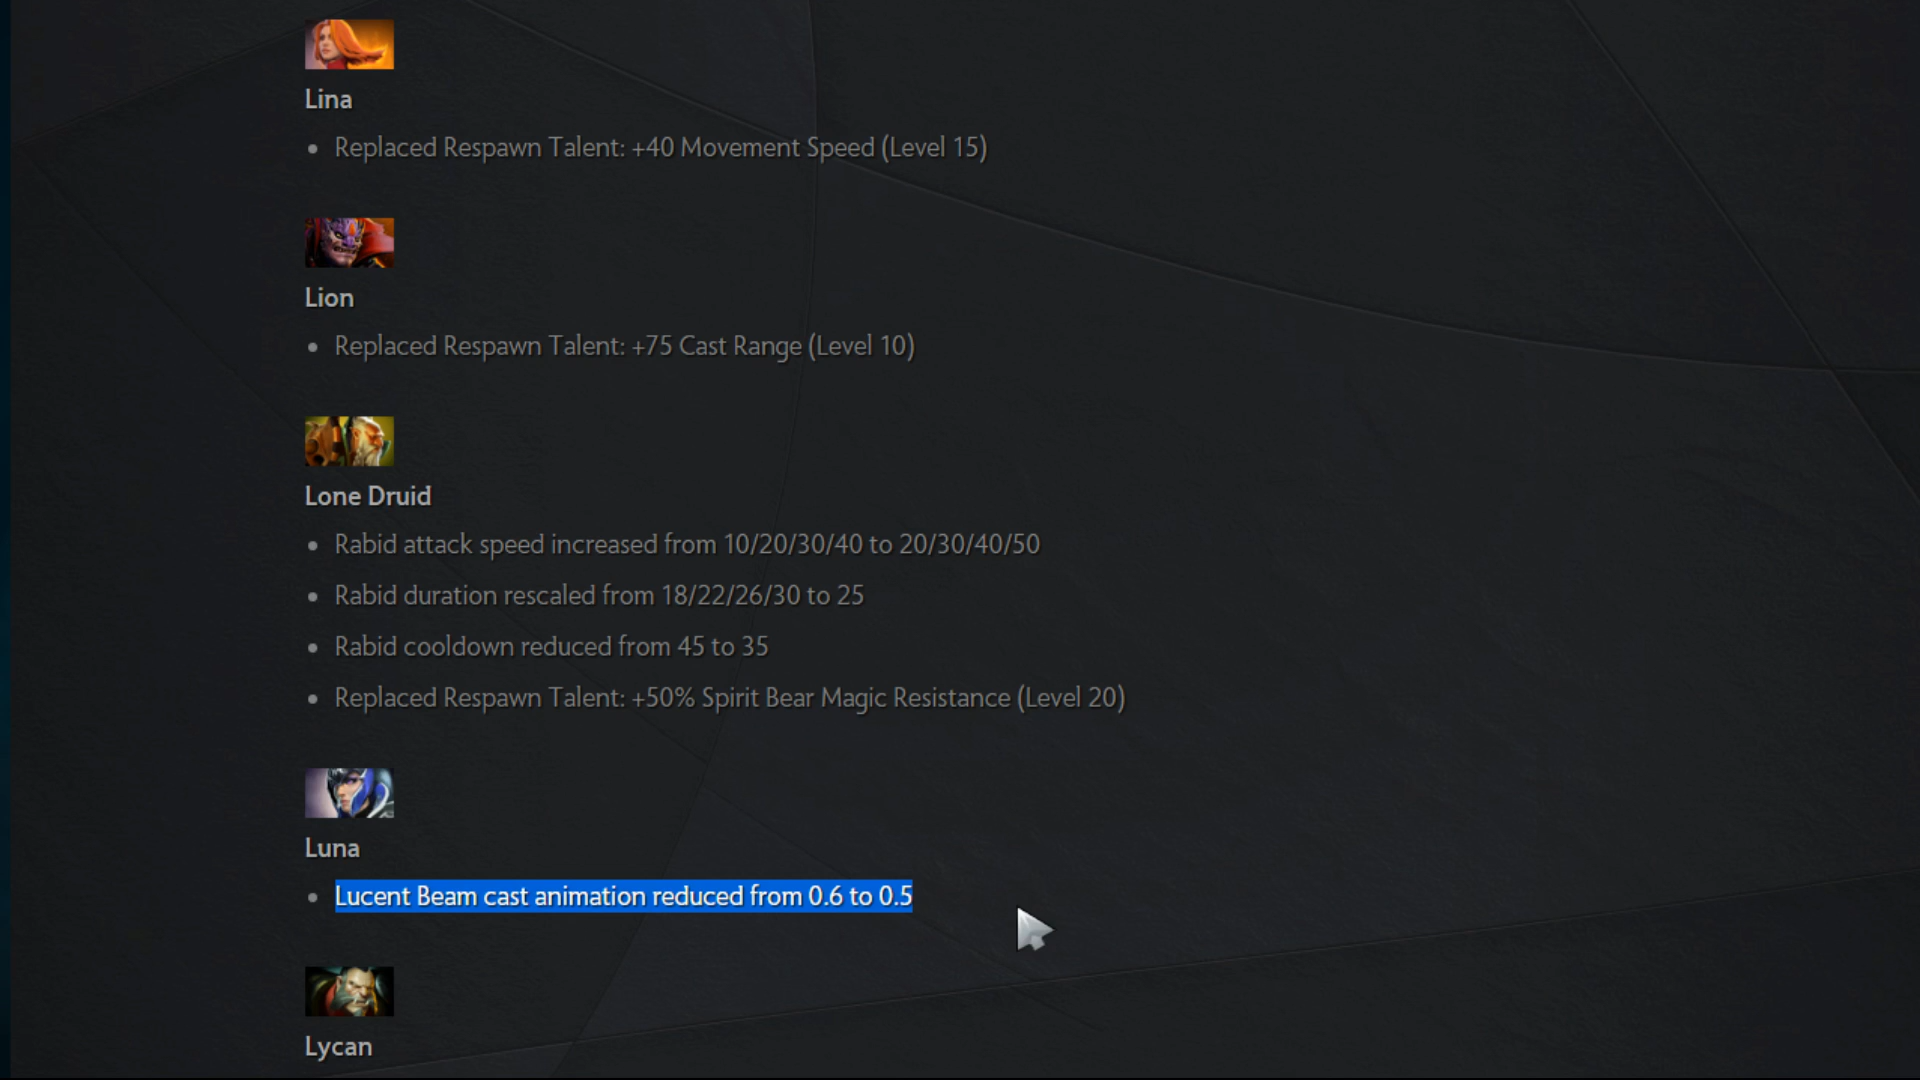 Lina
• Replaced Respawn Talent: +40 Movement Speed (Level 15)
Lion
• Replaced Respawn Talent: +75 Cast Range (Level 10)
Lone Druid
• Rabid attack speed increased from 10/20/30/40 to 20/30/40/50
• Rabid duration rescaled from 18/22/26/30 to 25
• Rabid cooldown reduced from 45 to 35
• Replaced Respawn Talent: +50% Spirit Bear Magic Resistance (Level 20)
Luna
• Lucent Beam cast animation reduced from 0.6 to 0.5
Lycan